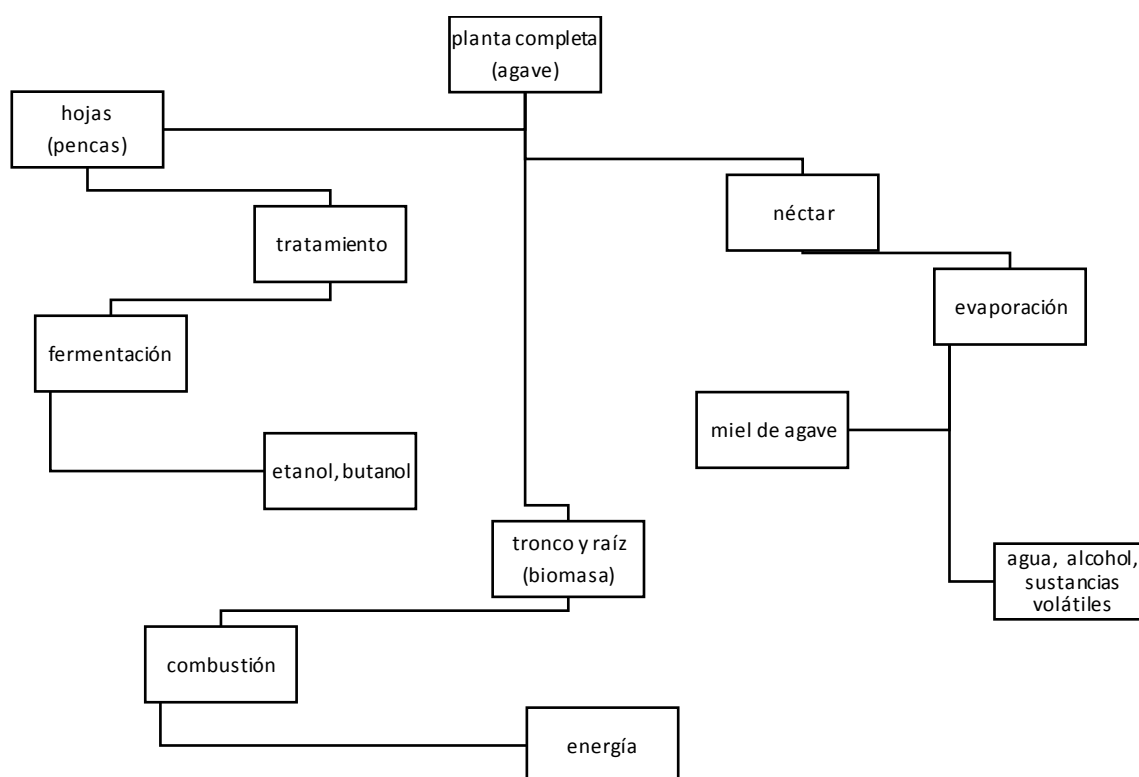 planta completa
(agave)
hojas
(pencas)
néctar
tratamiento
evaporación
fermentación
miel de agave
etanol, butanol
tronco y raíz
(biomasa)
agua, alcohol,
sustancias
volátiles
combustión
energía